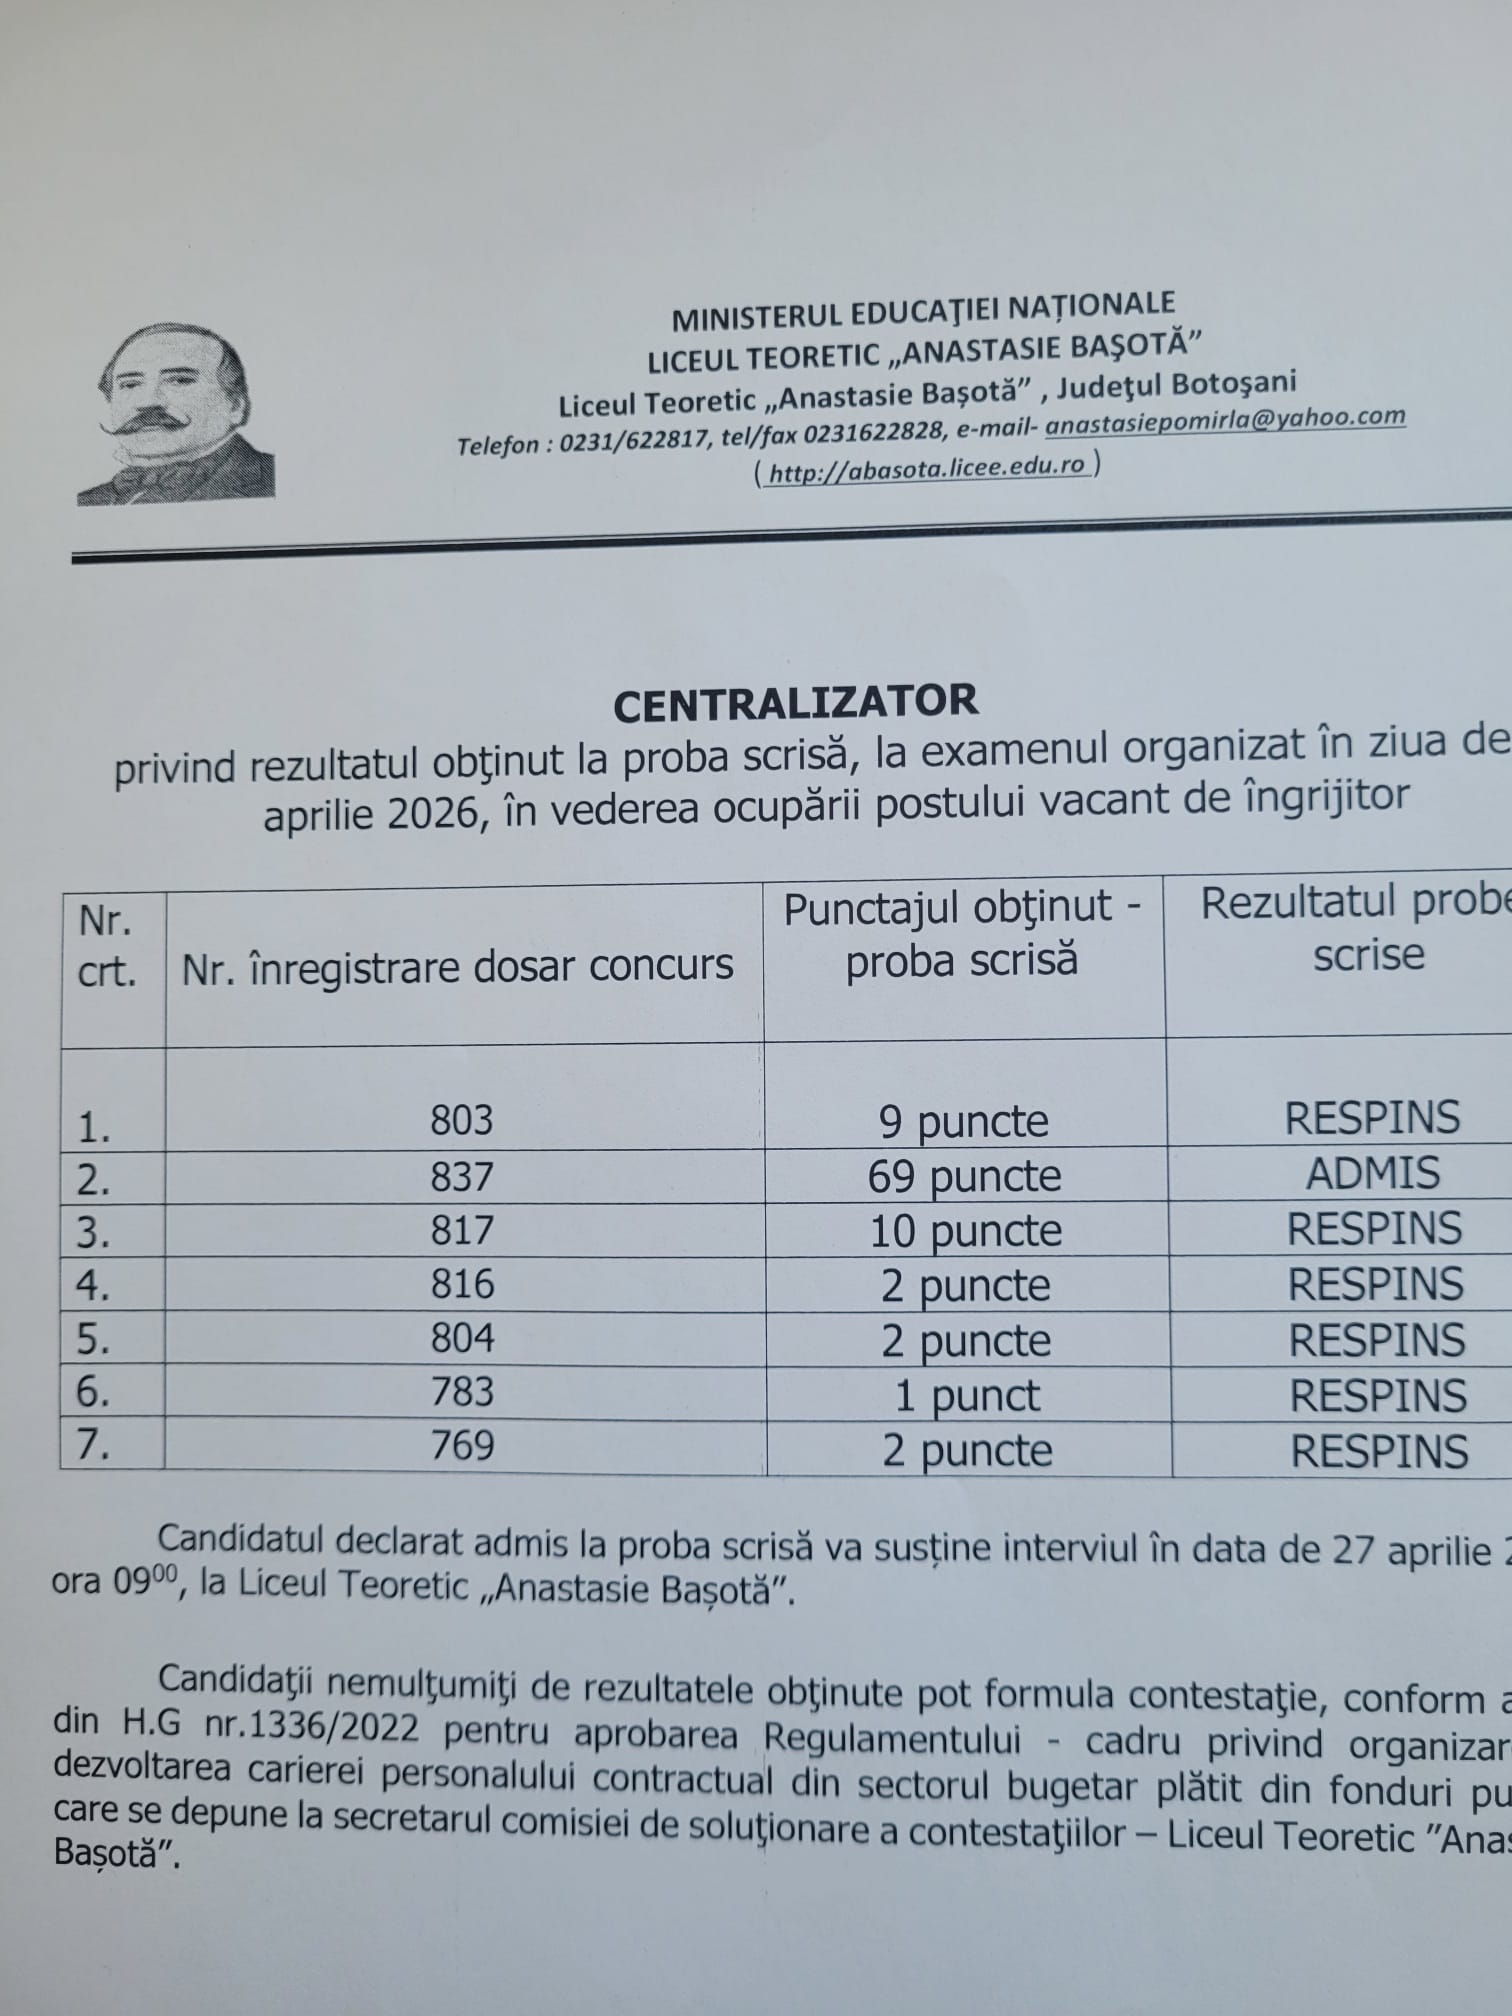 MINISTERUL EDUCAŢIEI NAȚIONALE
LICEUL TEORETIC „ANASTASIE BAŞOTĂ”
Liceul Teoretic „Anastasie Başotă” , Judeţul Botoşani
Telefon : 0231/622817, tel/fax 0231622828, e-mail- anastasiepomirla@yahoo.com
( http://abasota.licee.edu.ro )
CENTRALIZATOR
privind rezultatul obţinut la proba scrisă, la examenul organizat în ziua de
aprilie 2026, în vederea ocupării postului vacant de îngrijitor
Nr. crt. Nr. înregistrare dosar concurs Punctajul obţinut - proba scrisă Rezultatul probe scrise
1. 803 9 puncte RESPINS
2. 837 69 puncte ADMIS
3. 817 10 puncte RESPINS
4. 816 2 puncte RESPINS
5. 804 2 puncte RESPINS
6. 783 1 punct RESPINS
7. 769 2 puncte RESPINS
Candidatul declarat admis la proba scrisă va susține interviul în data de 27 aprilie
ora 09⁰⁰, la Liceul Teoretic „Anastasie Başotă”.
Candidaţii nemulţumiţi de rezultatele obţinute pot formula contestaţie, conform
din H.G nr.1336/2022 pentru aprobarea Regulamentului - cadru privind organizar
dezvoltarea carierei personalului contractual din sectorul bugetar plătit din fonduri pu
care se depune la secretarul comisiei de soluţionare a contestaţiilor – Liceul Teoretic ”Anas
Başotă”.